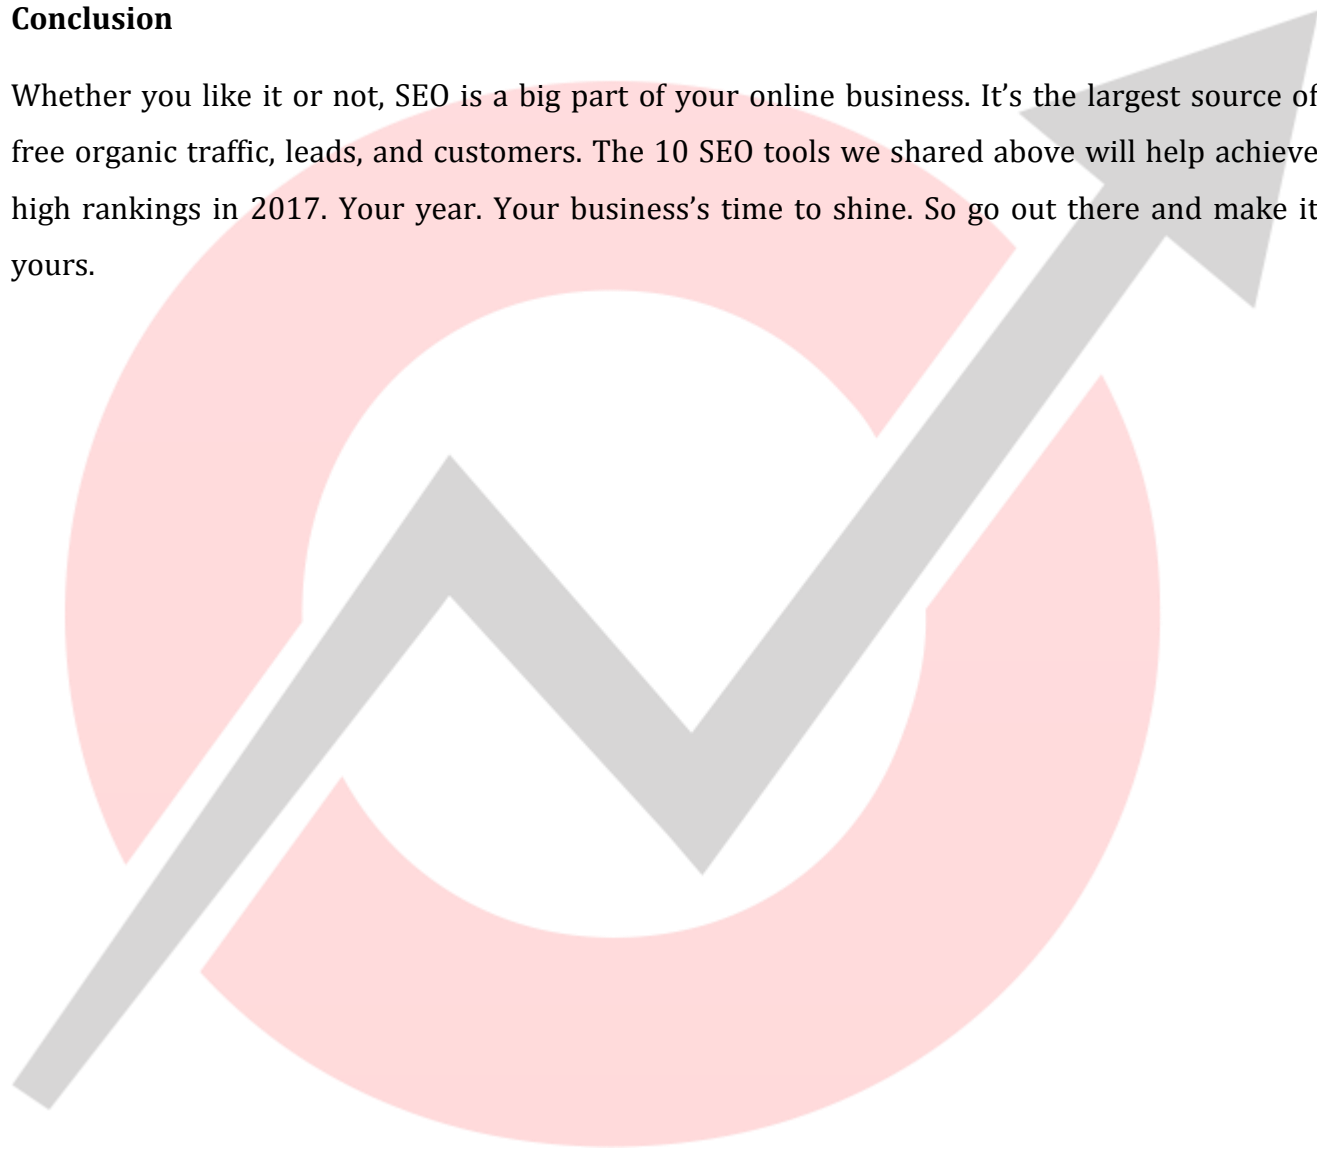 Conclusion
Whether you like it or not, SEO is a big part of your online business. It’s the largest source of
free organic traffic, leads, and customers. The 10 SEO tools we shared above will help achieve
high rankings in 2017. Your year. Your business’s time to shine. So go out there and make it
yours.